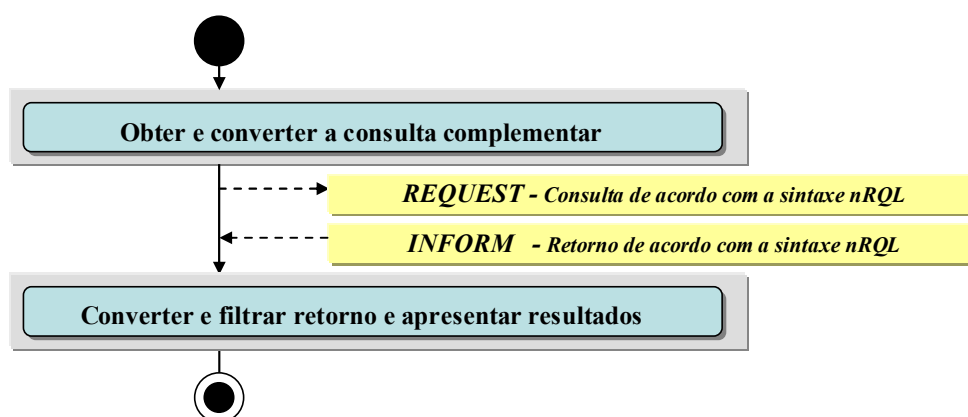 Obter e converter a consulta complementar
REQUEST - Consulta de acordo com a sintaxe nRQL
INFORM - Retorno de acordo com a sintaxe nRQL
Converter e filtrar retorno e apresentar resultados